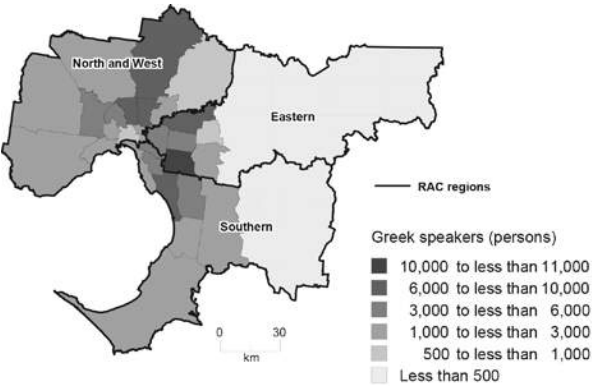 North and West
Eastern
RAC regions
Southern
Greek speakers (persons)
10,000 to less than 11,000
6,000 to less than 10,000
3,000 to less than 6,000
1,000 to less than 3,000
500 to less than 1,000
Less than 500
0 30
km